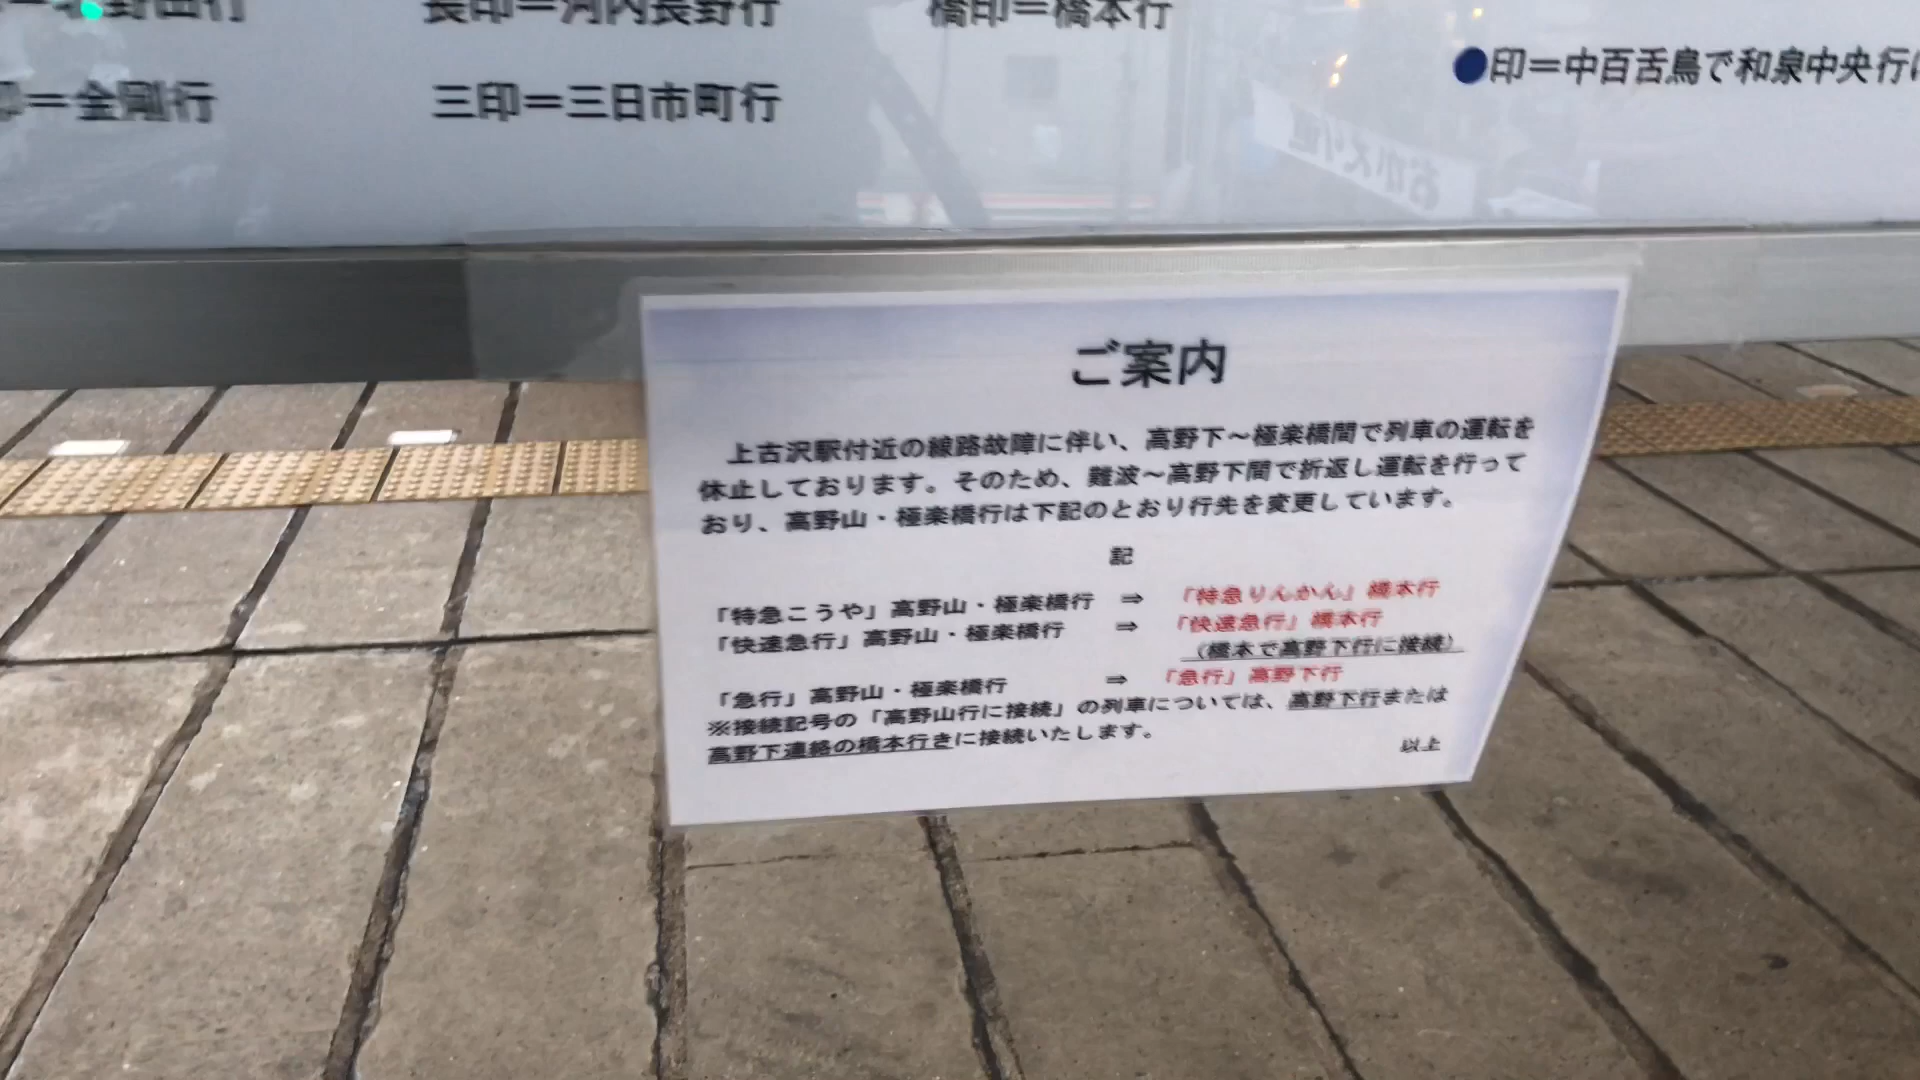 長印＝河内長野行
橋印＝橋本行
印＝金剛行
三印＝三日市町行
●印＝中百舌鳥で和泉中央行に
おかえり道
ご案内
上古沢駅付近の線路故障に伴い、高野下～極楽橋間で列車の運転を
休止しております。そのため、難波～高野下間で折返し運転を行って
おり、高野山・極楽橋行は下記のとおり行先を変更しています。
記
「特急こうや」高野山・極楽橋行 ⇒ 「特急りんかん」橋本行
「快速急行」高野山・極楽橋行 ⇒ 「快速急行」橋本行
（橋本で高野下行に接続）
「急行」高野山・極楽橋行 ⇒ 「急行」高野下行
※接続記号の「高野山行に接続」の列車については、高野下行または
高野下連絡の橋本行きに接続いたします。
以上